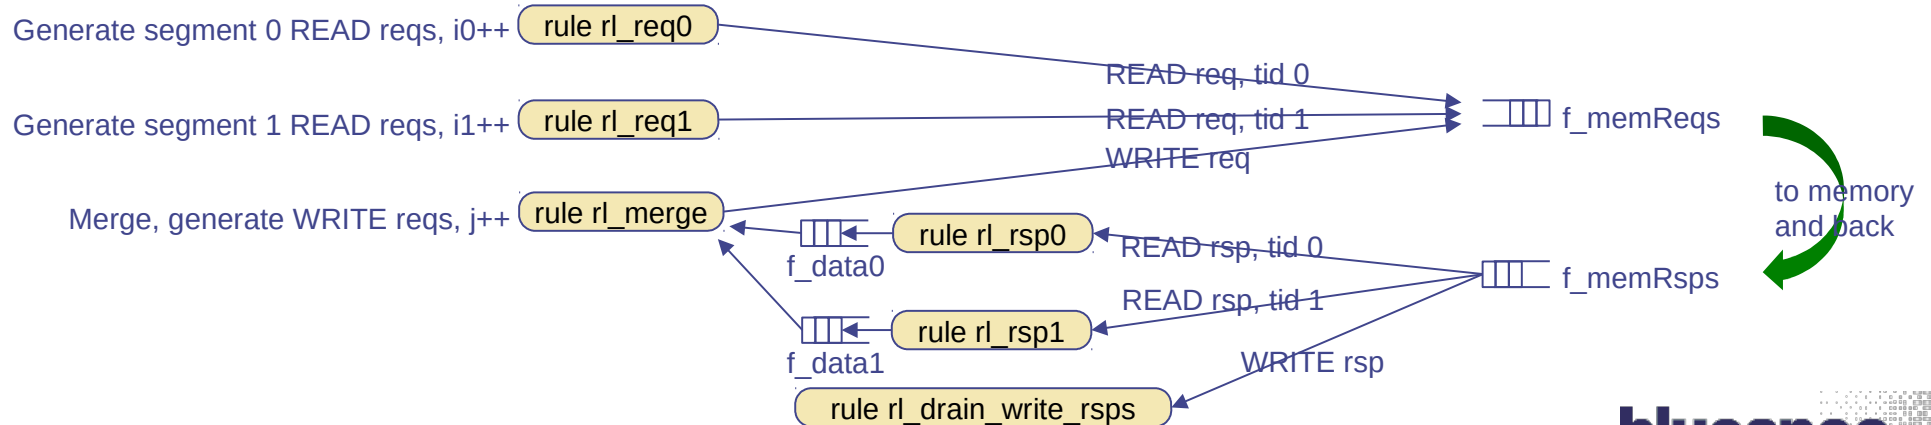 Generate segment 0 READ reqs, i0++
rule rl_req0
READ req, tid 0
Generate segment 1 READ reqs, i1++
rule rl_req1
READ req, tid 1
f_memReqs
WRITE req
Merge, generate WRITE reqs, j++
rule rl_merge
to memory
and back
rule rl_rsp0
READ rsp, tid 0
f_data0
f_memRsps
READ rsp, tid 1
rule rl_rsp1
f_data1
WRITE rsp
rule rl_drain_write_rsps